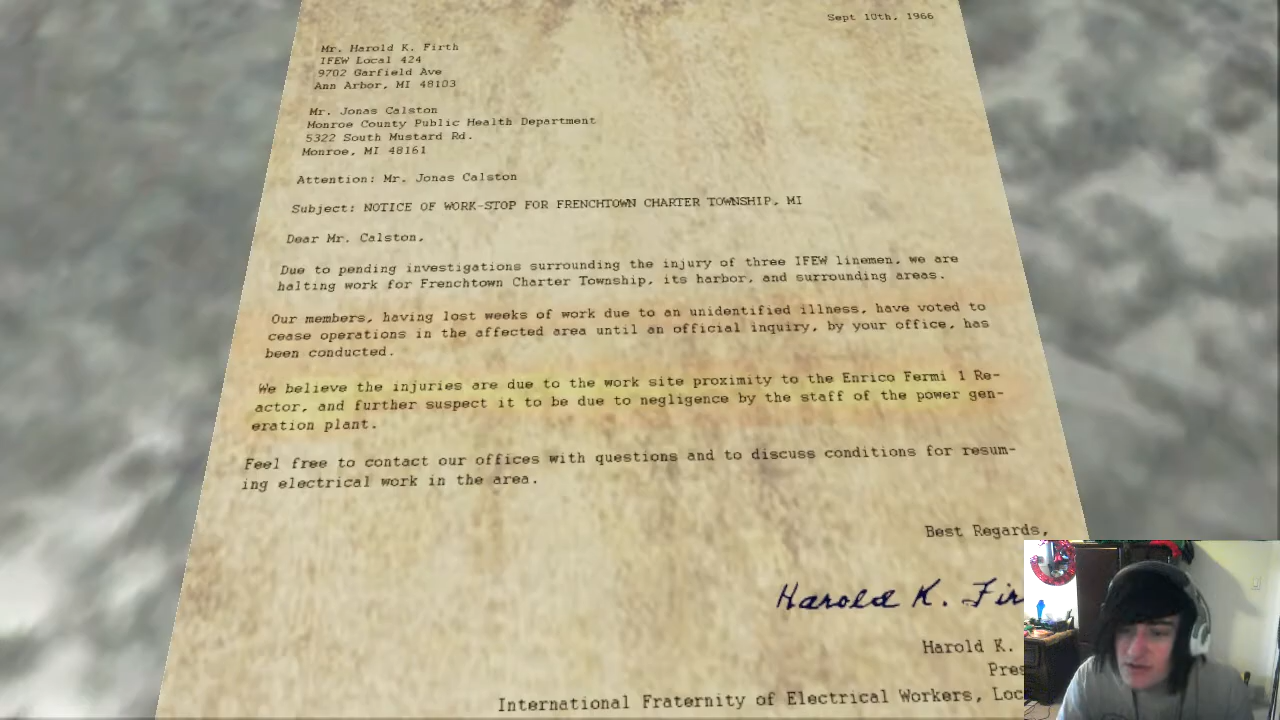 Sept 10th, 1966
Mr. Harold K. Firth
IFEW Local 424
9702 Garfield Ave
Ann Arbor, MI 48103
Mr. Jonas Calston
Monroe County Public Health Department
5322 South Mustard Rd.
Monroe, MI 48161
Attention: Mr. Jonas Calston
Subject: NOTICE OF WORK-STOP FOR FRENCHTOWN CHARTER TOWNSHIP, MI
Dear Mr. Calston,
Due to pending investigations surrounding the injury of three IFEW linemen, we are
halting work for Frenchtown Charter Township, its harbor, and surrounding areas.
Our members, having lost weeks of work due to an unidentified illness, have voted to
cease operations in the affected area until an official inquiry, by your office, has
been conducted.
We believe the injuries are due to the work site proximity to the Enrico Fermi 1 Re-
actor, and further suspect it to be due to negligence by the staff of the power gen-
eration plant.
Feel free to contact our offices with questions and to discuss conditions for resum-
ing electrical work in the area.
Best Regards,
Harold K.
Harold K.
International Fraternity of Electrical Workers,